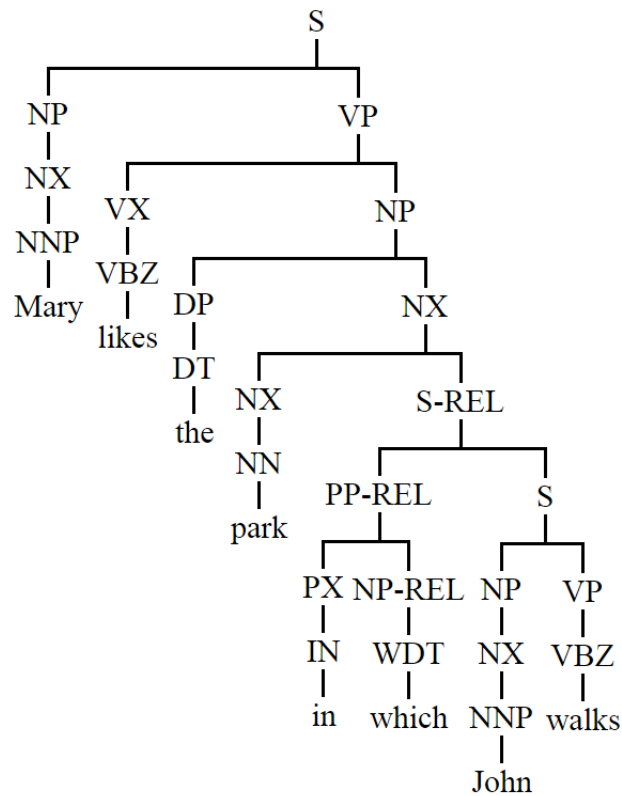 S
NP VP
NX VX NP
NNP VBZ DP NX
Mary likes DT NX S-REL
the NN PP-REL S
park PX NP-REL NP VP
IN WDT NX VBZ
in which NNP walks
John